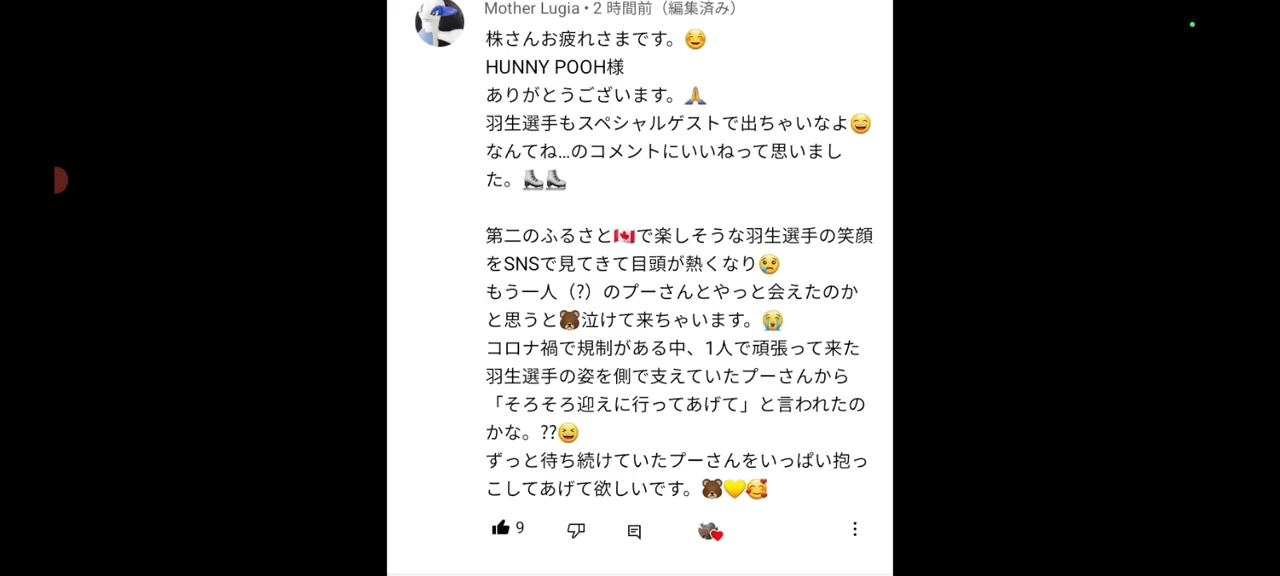 Mother Lugia • 2 時間前（編集済み）
株さんお疲れさまです。😊
HUNNY POOH様
ありがとうございます。🙏
羽生選手もスペシャルゲストで出ちゃいなよ😄
なんてね…のコメントにいいねって思いまし
た。⛸️⛸️
第二のふるさと🇨🇦で楽しそうな羽生選手の笑顔
をSNSで見てきて目頭が熱くなり😢
もう一人（?）のプーさんとやっと会えたのか
と思うと🐻泣けて来ちゃいます。😭
コロナ禍で規制がある中、1人で頑張って来た
羽生選手の姿を側で支えていたプーさんから
「そろそろ迎えに行ってあげて」と言われたの
かな。??😆
ずっと待ち続けていたプーさんをいっぱい抱っ
こしてあげて欲しいです。🐻💛🥰
9